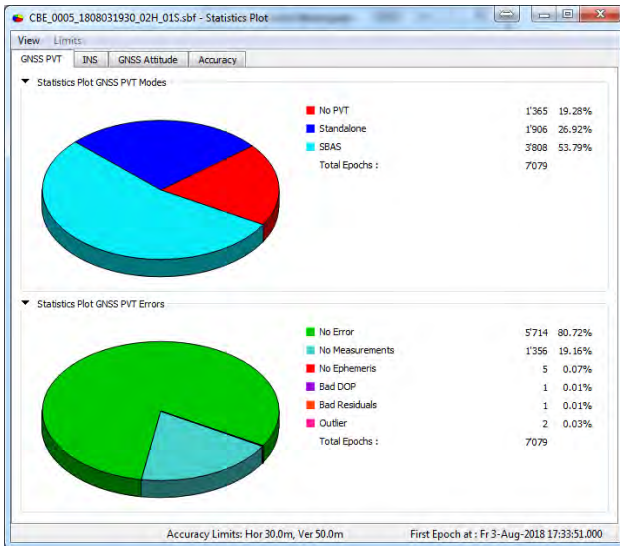 CBE_0005_1808031930_02H_01S.sbf - Statistics Plot
View Limits
GNSS PVT INS GNSS Attitude Accuracy
Statistics Plot GNSS PVT Modes
No PVT 1'365 19.28%
Standalone 1'906 26.92%
SBAS 3'808 53.79%
Total Epochs : 7'079
Statistics Plot GNSS PVT Errors
No Error 5'714 80.72%
No Measurements 1'356 19.16%
No Ephemeris 5 0.07%
Bad DOP 1 0.01%
Bad Residuals 1 0.01%
Outlier 2 0.03%
Total Epochs : 7'079
Accuracy Limits: Hor 30.0m, Ver 50.0m First Epoch at : Fr 3-Aug-2018 17:33:51.000